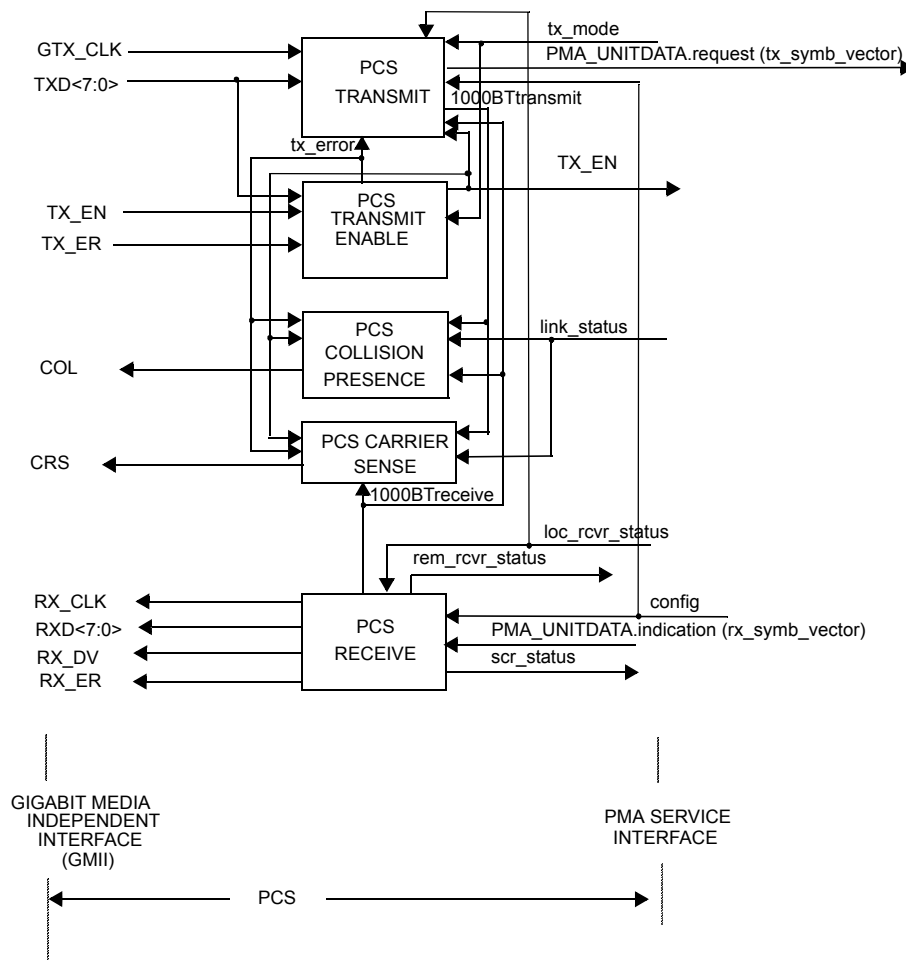 tx_mode
GTX_CLK
PMA_UNITDATA.request (tx_symb_vector)
TXD<7:0>
PCS
TRANSMIT
1000BTtransmit
tx_error
TX_EN
PCS
TRANSMIT
ENABLE
TX_EN
TX_ER
link_status
PCS
COLLISION
PRESENCE
COL
PCS CARRIER
SENSE
CRS
1000BTreceive
loc_rcvr_status
rem_rcvr_status
RX_CLK
RXD<7:0>
RX_DV
RX_ER
PCS
RECEIVE
config
PMA_UNITDATA.indication (rx_symb_vector)
scr_status
GIGABIT MEDIA
INDEPENDENT
INTERFACE
(GMII)
PMA SERVICE
INTERFACE
PCS